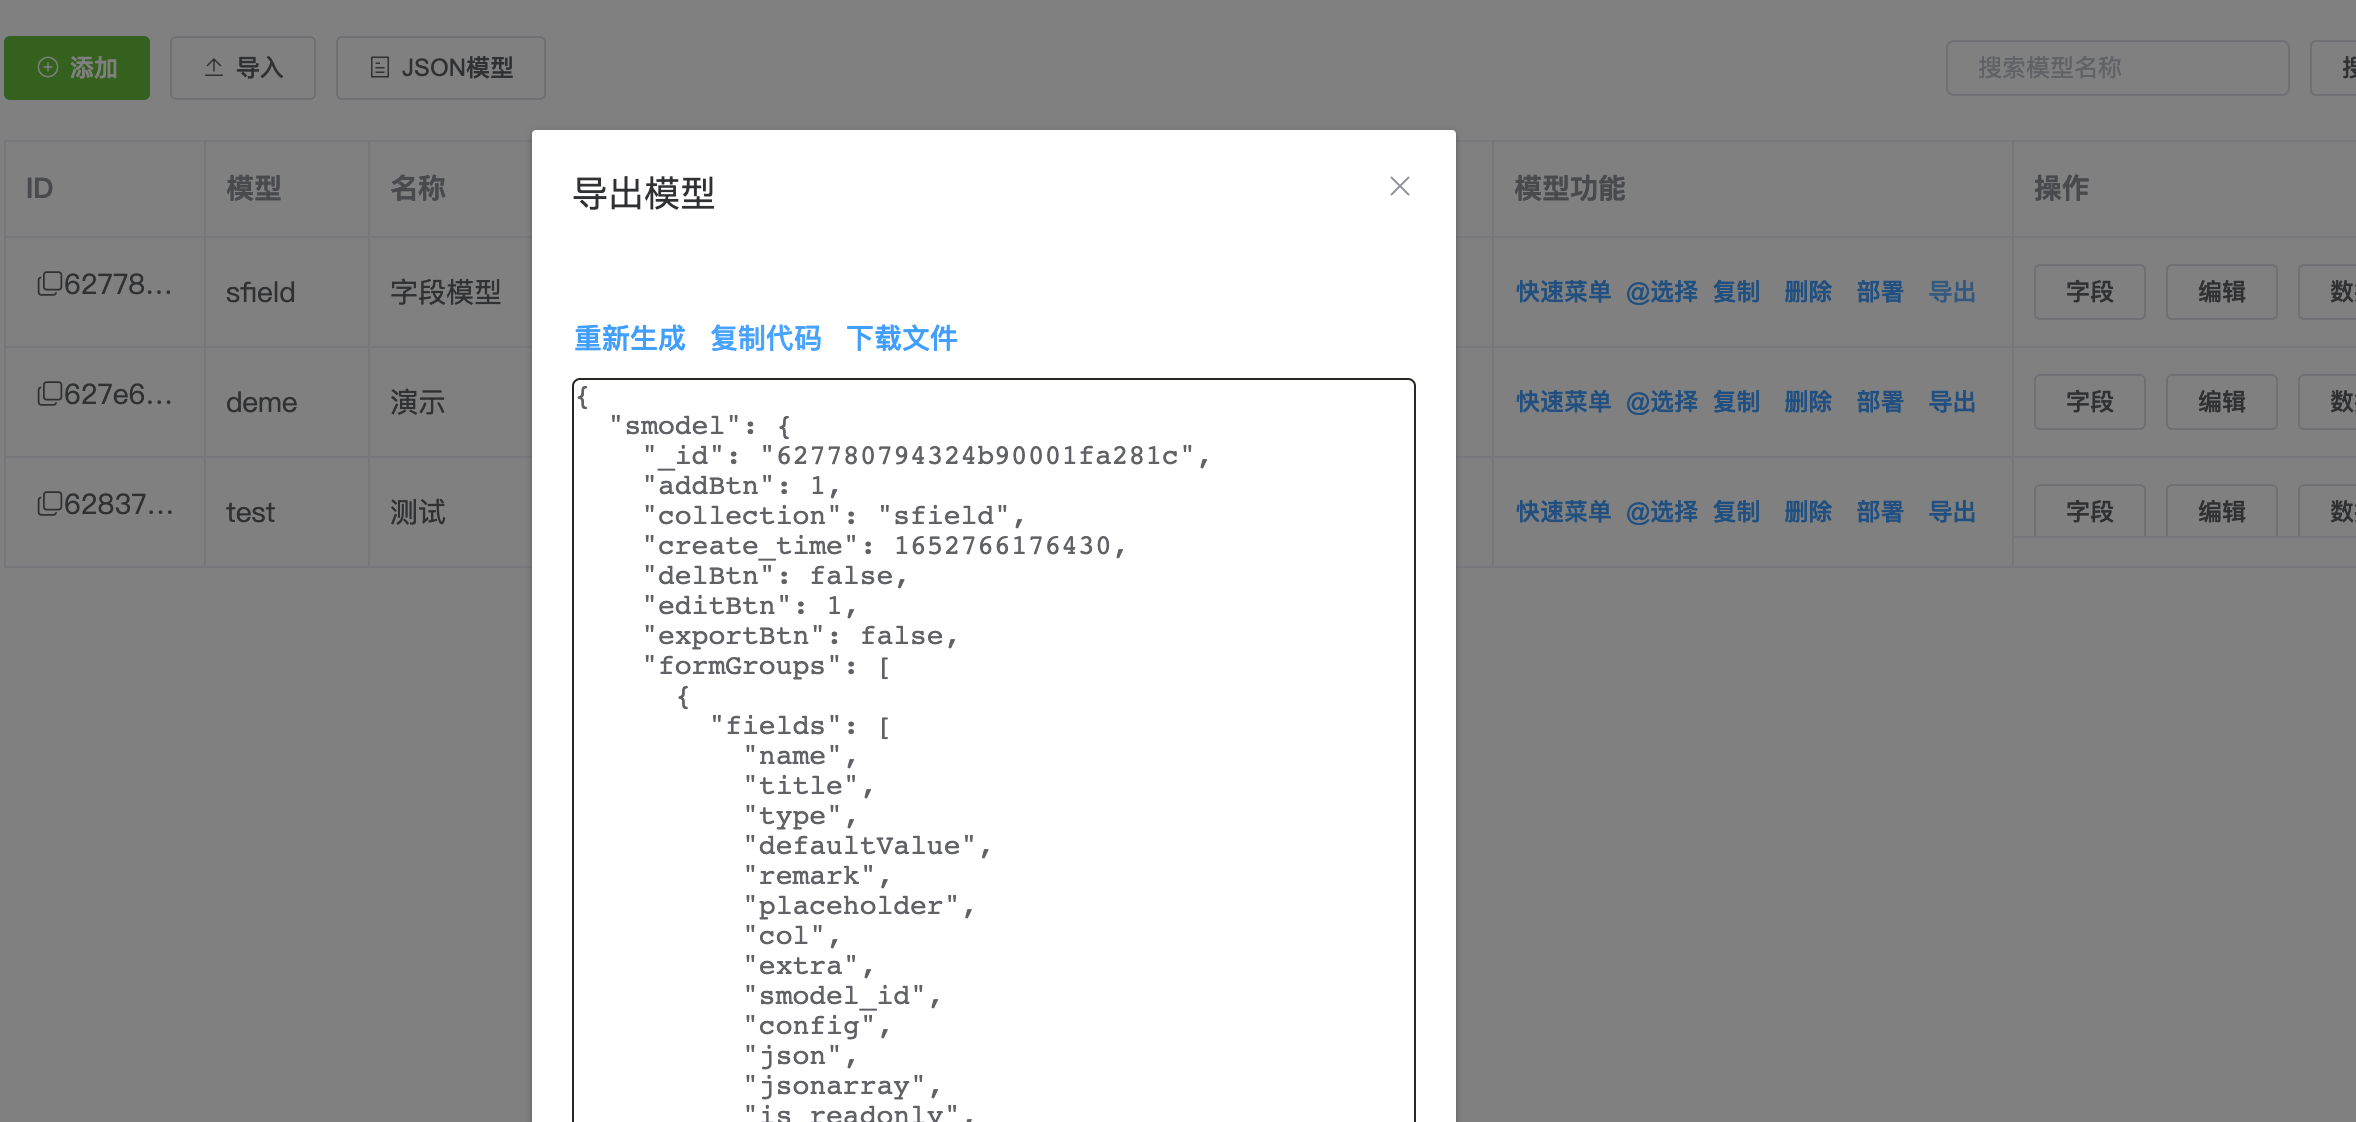 添加 导入 JSON模型 搜索模型名称
ID 模型 名称 模型功能 操作
62778... sfield 字段模型 快速菜单 @选择 复制 删除 部署 导出 字段 编辑
627e6... deme 演示 快速菜单 @选择 复制 删除 部署 导出 字段 编辑
62837... test 测试 快速菜单 @选择 复制 删除 部署 导出 字段 编辑
导出模型
重新生成 复制代码 下载文件
{
"smodel": {
"_id": "627780794324b90001fa281c",
"addBtn": 1,
"collection": "sfield",
"create_time": 1652766176430,
"delBtn": false,
"editBtn": 1,
"exportBtn": false,
"formGroups": [
{
"fields": [
"name",
"title",
"type",
"defaultValue",
"remark",
"placeholder",
"col",
"extra",
"smodel_id",
"config",
"json",
"jsonarray",
"is_readonly",